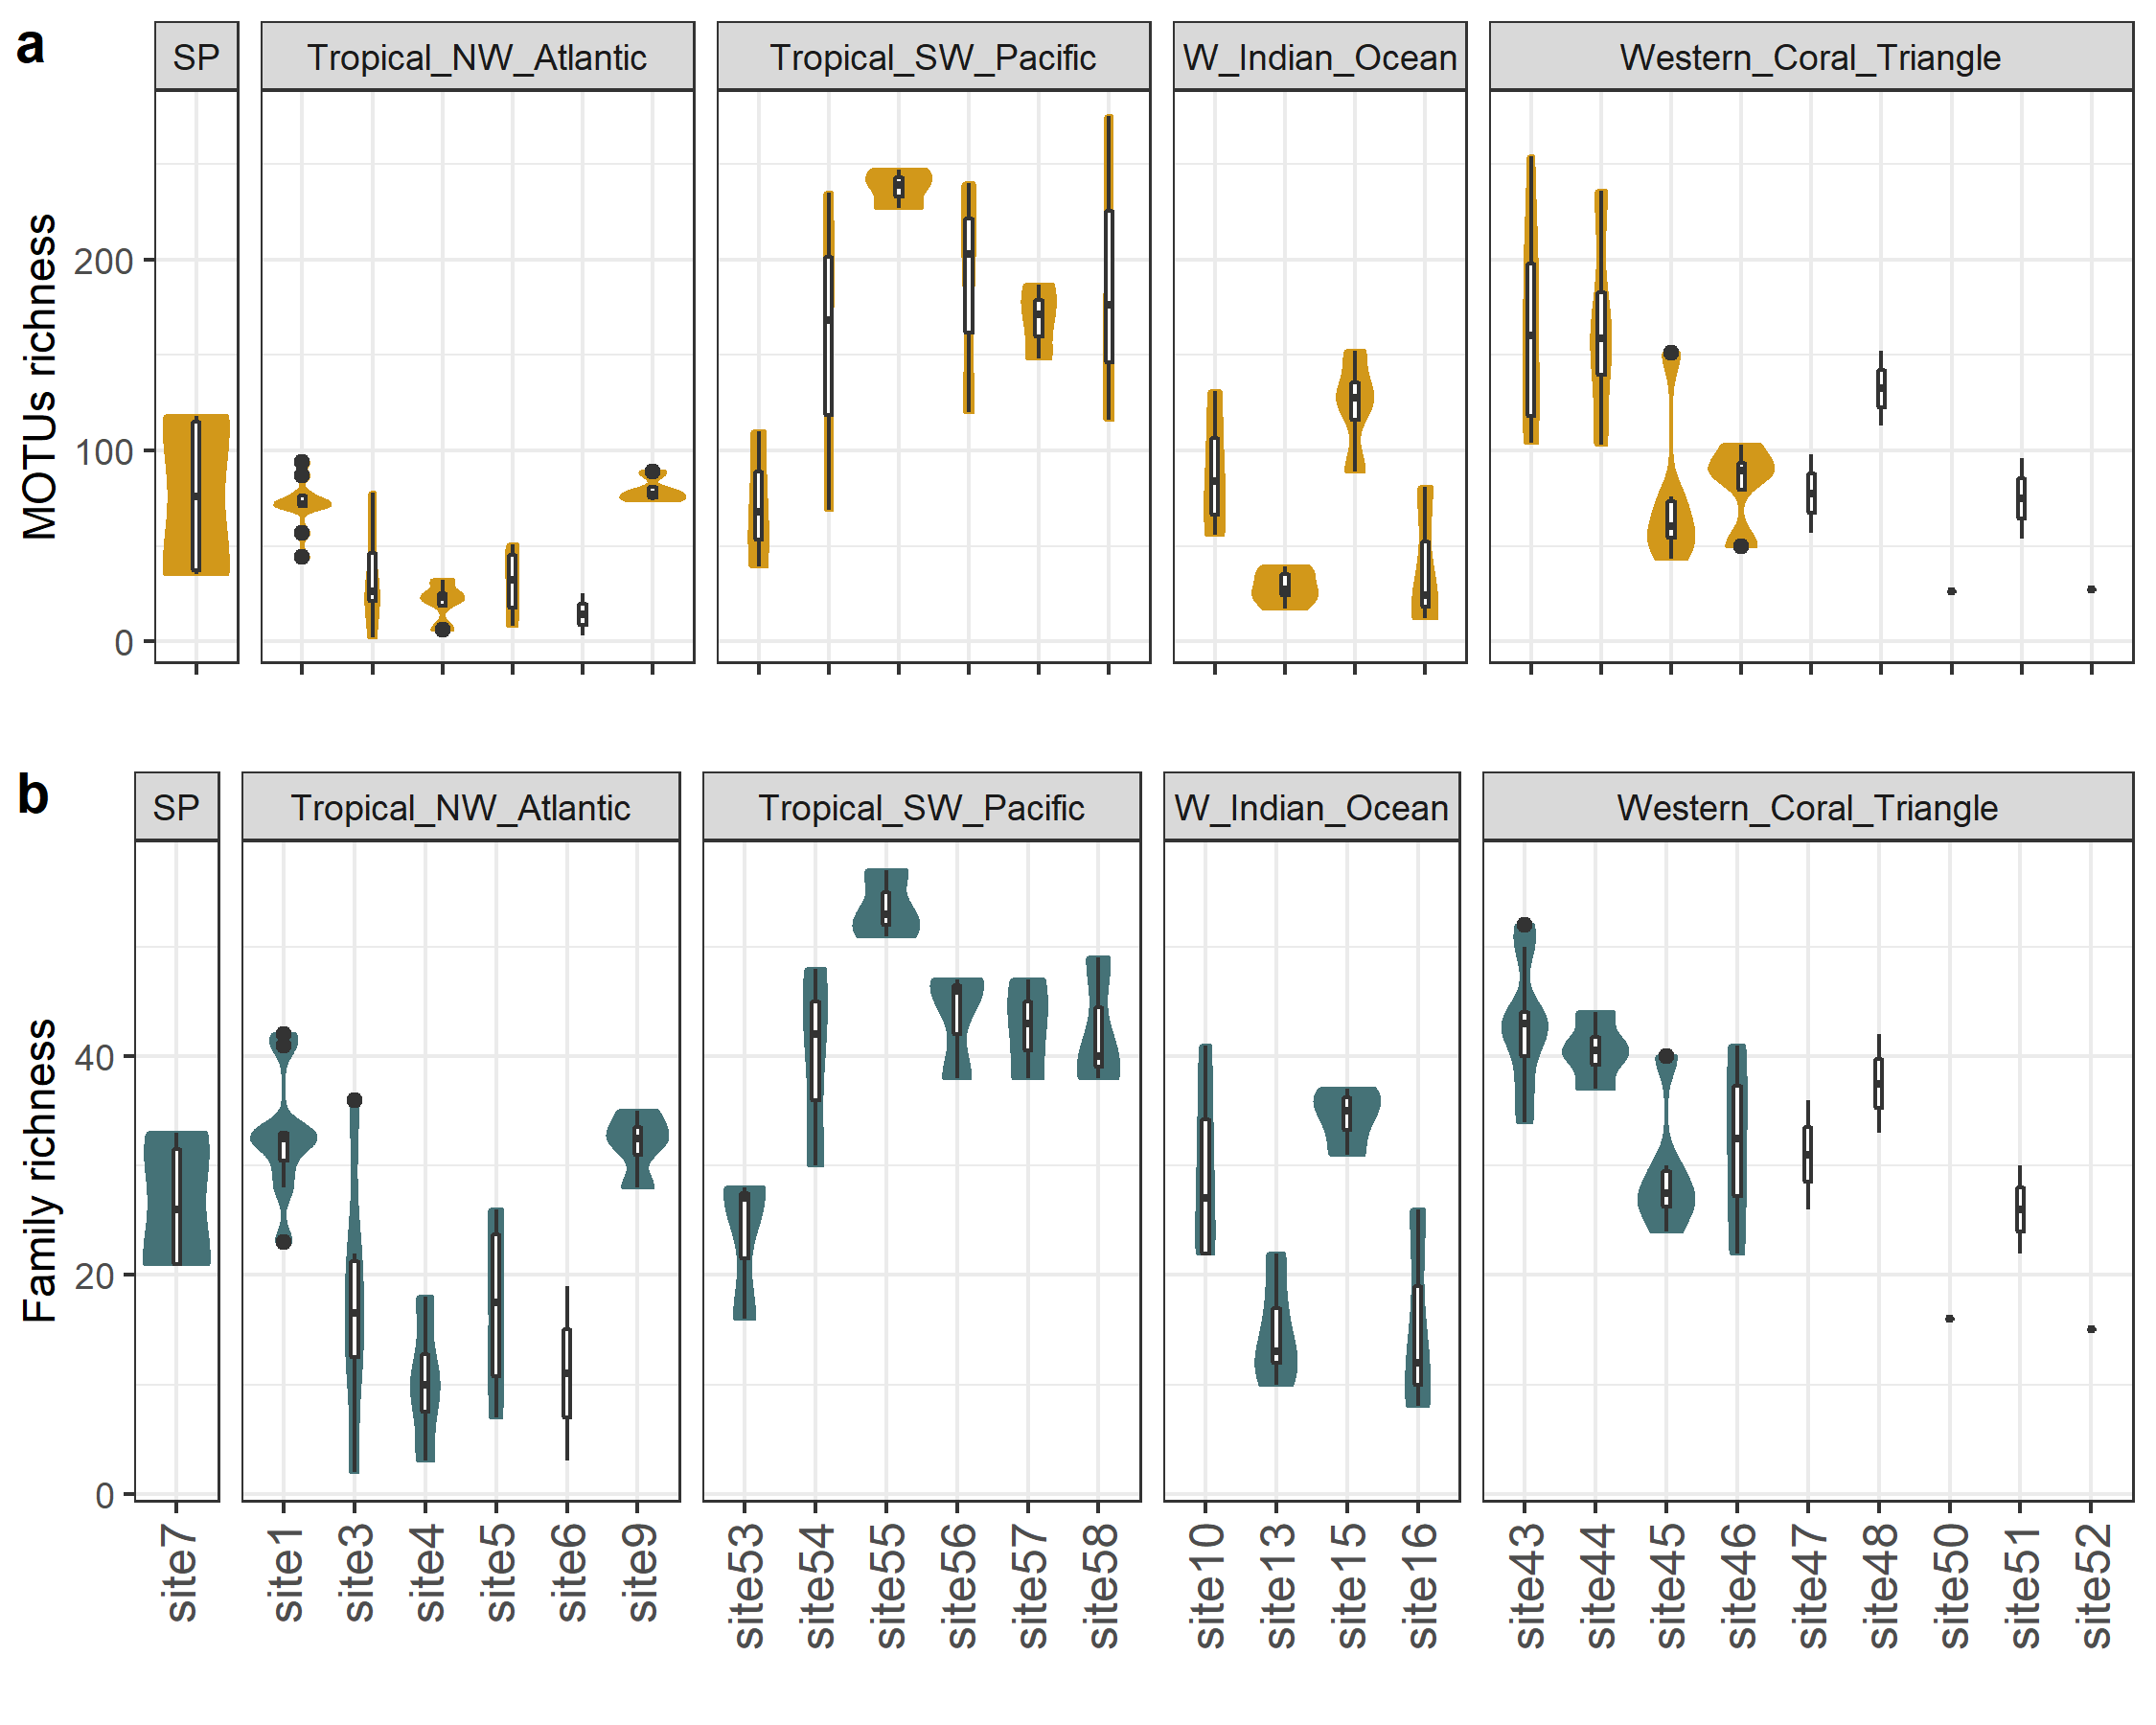 a
SP Tropical_NW_Atlantic Tropical_SW_Pacific W_Indian_Ocean Western_Coral_Triangle
MOTUs richness
200
100
0
b
SP Tropical_NW_Atlantic Tropical_SW_Pacific W_Indian_Ocean Western_Coral_Triangle
Family richness
40
20
0
site7 site1 site3 site4 site5 site6 site9 site53 site54 site55 site56 site57 site58 site10 site13 site15 site16 site43 site44 site45 site46 site47 site48 site50 site51 site52